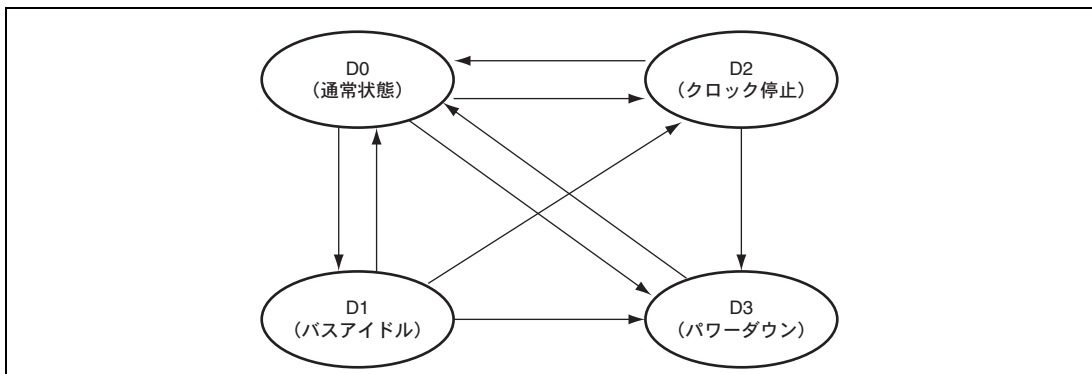 D0
（通常状態）
D2
（クロック停止）
D1
（バスアイドル）
D3
（パワーダウン）